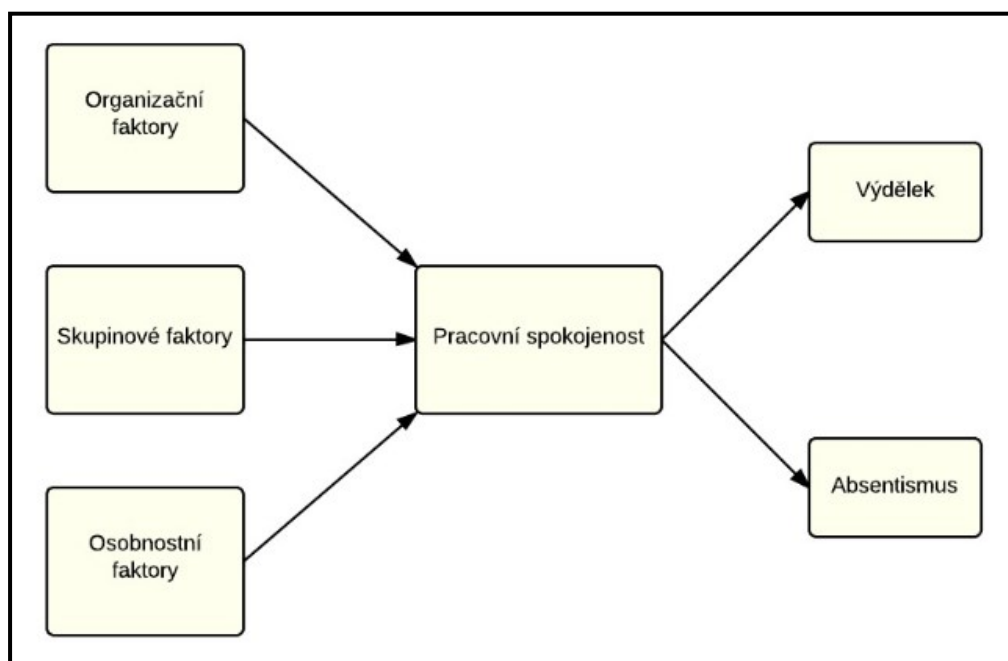 Organizační
faktory
Skupinové faktory
Osobnostní
faktory
Pracovní spokojenost
Výdělek
Absentismus